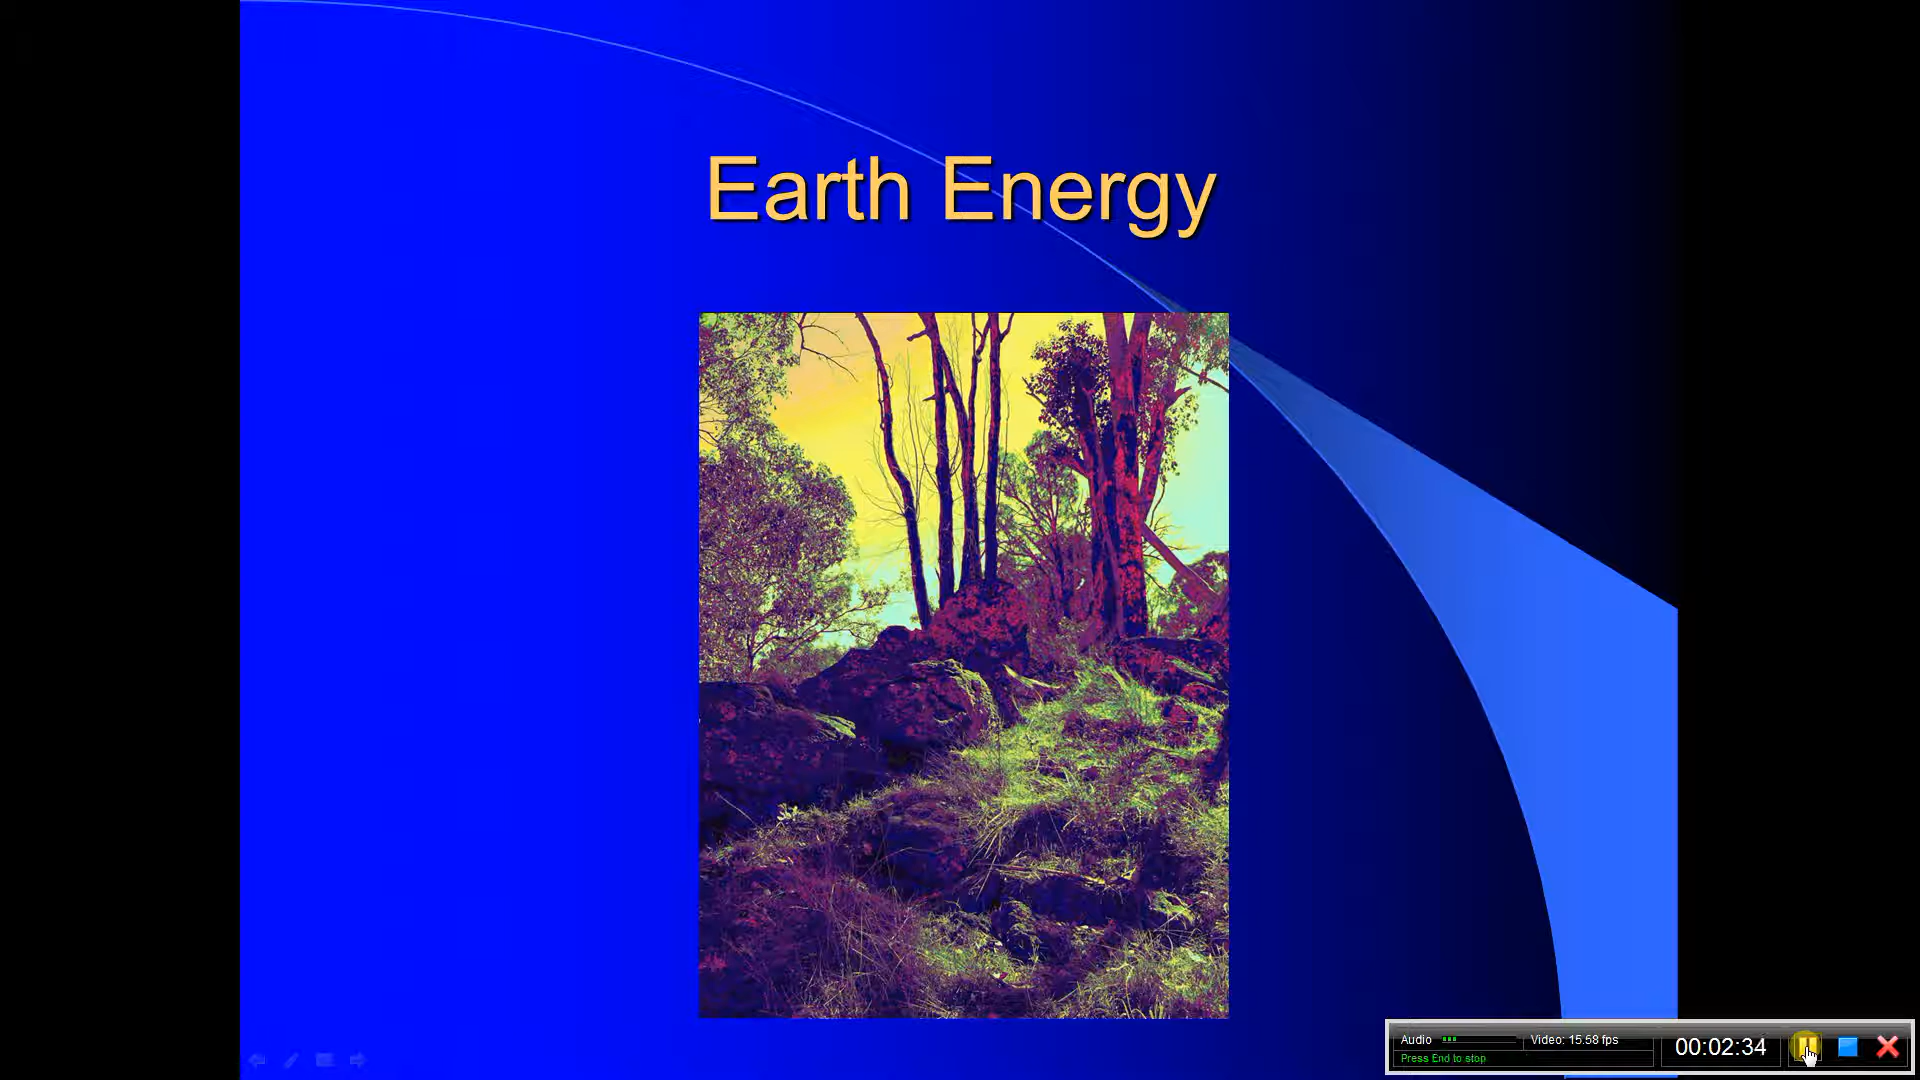 Earth Energy
Audio
Video: 15.58 fps
Press End to stop
00:02:34